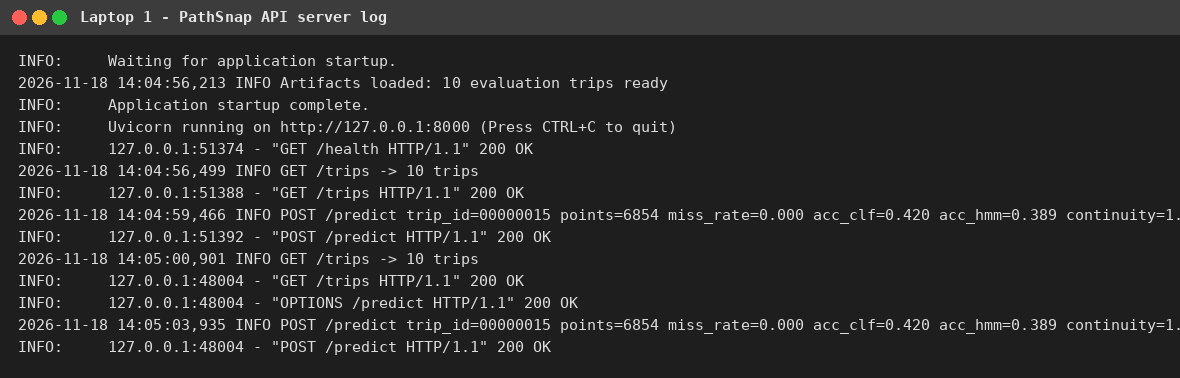 Laptop 1 - PathSnap API server log
INFO:     Waiting for application startup.
2026-11-18 14:04:56,213 INFO Artifacts loaded: 10 evaluation trips ready
INFO:     Application startup complete.
INFO:     Uvicorn running on http://127.0.0.1:8000 (Press CTRL+C to quit)
INFO:     127.0.0.1:51374 - "GET /health HTTP/1.1" 200 OK
2026-11-18 14:04:56,499 INFO GET /trips -> 10 trips
INFO:     127.0.0.1:51388 - "GET /trips HTTP/1.1" 200 OK
2026-11-18 14:04:59,466 INFO POST /predict trip_id=00000015 points=6854 miss_rate=0.000 acc_clf=0.420 acc_hmm=0.389 continuity=1.
INFO:     127.0.0.1:51392 - "POST /predict HTTP/1.1" 200 OK
2026-11-18 14:05:00,901 INFO GET /trips -> 10 trips
INFO:     127.0.0.1:48004 - "GET /trips HTTP/1.1" 200 OK
INFO:     127.0.0.1:48004 - "OPTIONS /predict HTTP/1.1" 200 OK
2026-11-18 14:05:03,935 INFO POST /predict trip_id=00000015 points=6854 miss_rate=0.000 acc_clf=0.420 acc_hmm=0.389 continuity=1.
INFO:     127.0.0.1:48004 - "POST /predict HTTP/1.1" 200 OK